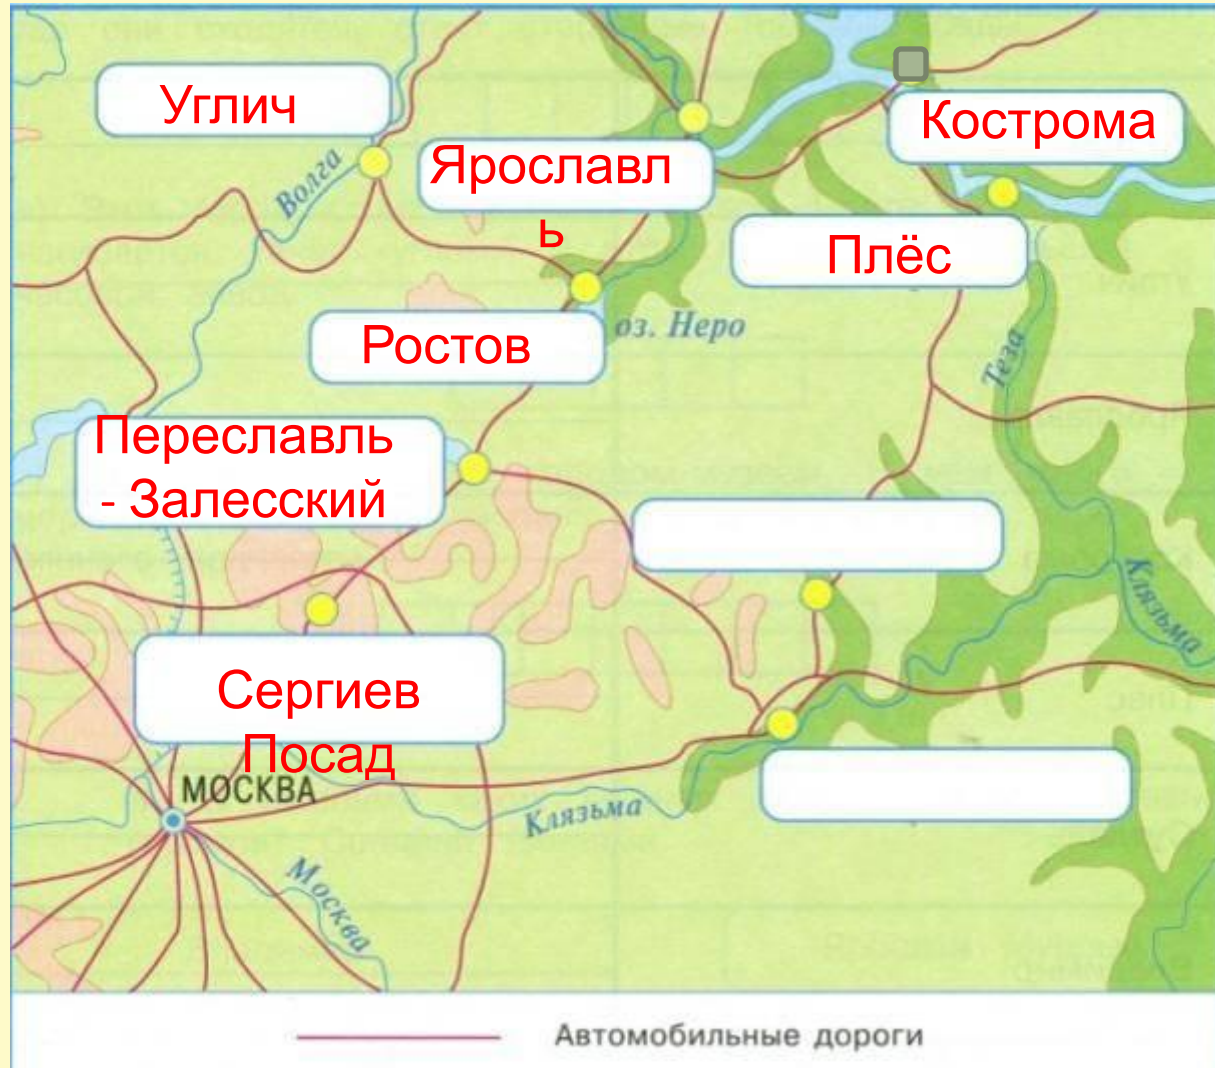 Углич
Кострома
Ярославл
ь
Волга
Плёс
Ростов
оз. Неро
Теза
Переславль
- Залесский
Клязьма
Сергиев
Посад
МОСКВА
Клязьма
Москва
Автомобильные дороги